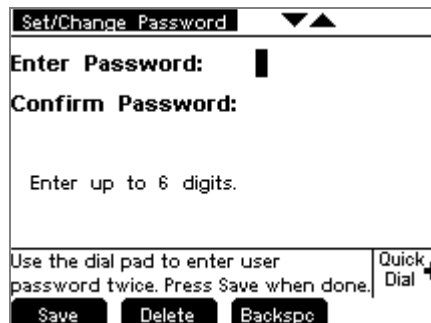 Set/Change Password
Enter Password:
Confirm Password:
Enter up to 6 digits.
Use the dial pad to enter user
password twice. Press Save when done.
Quick
Dial
Save Delete Backspc